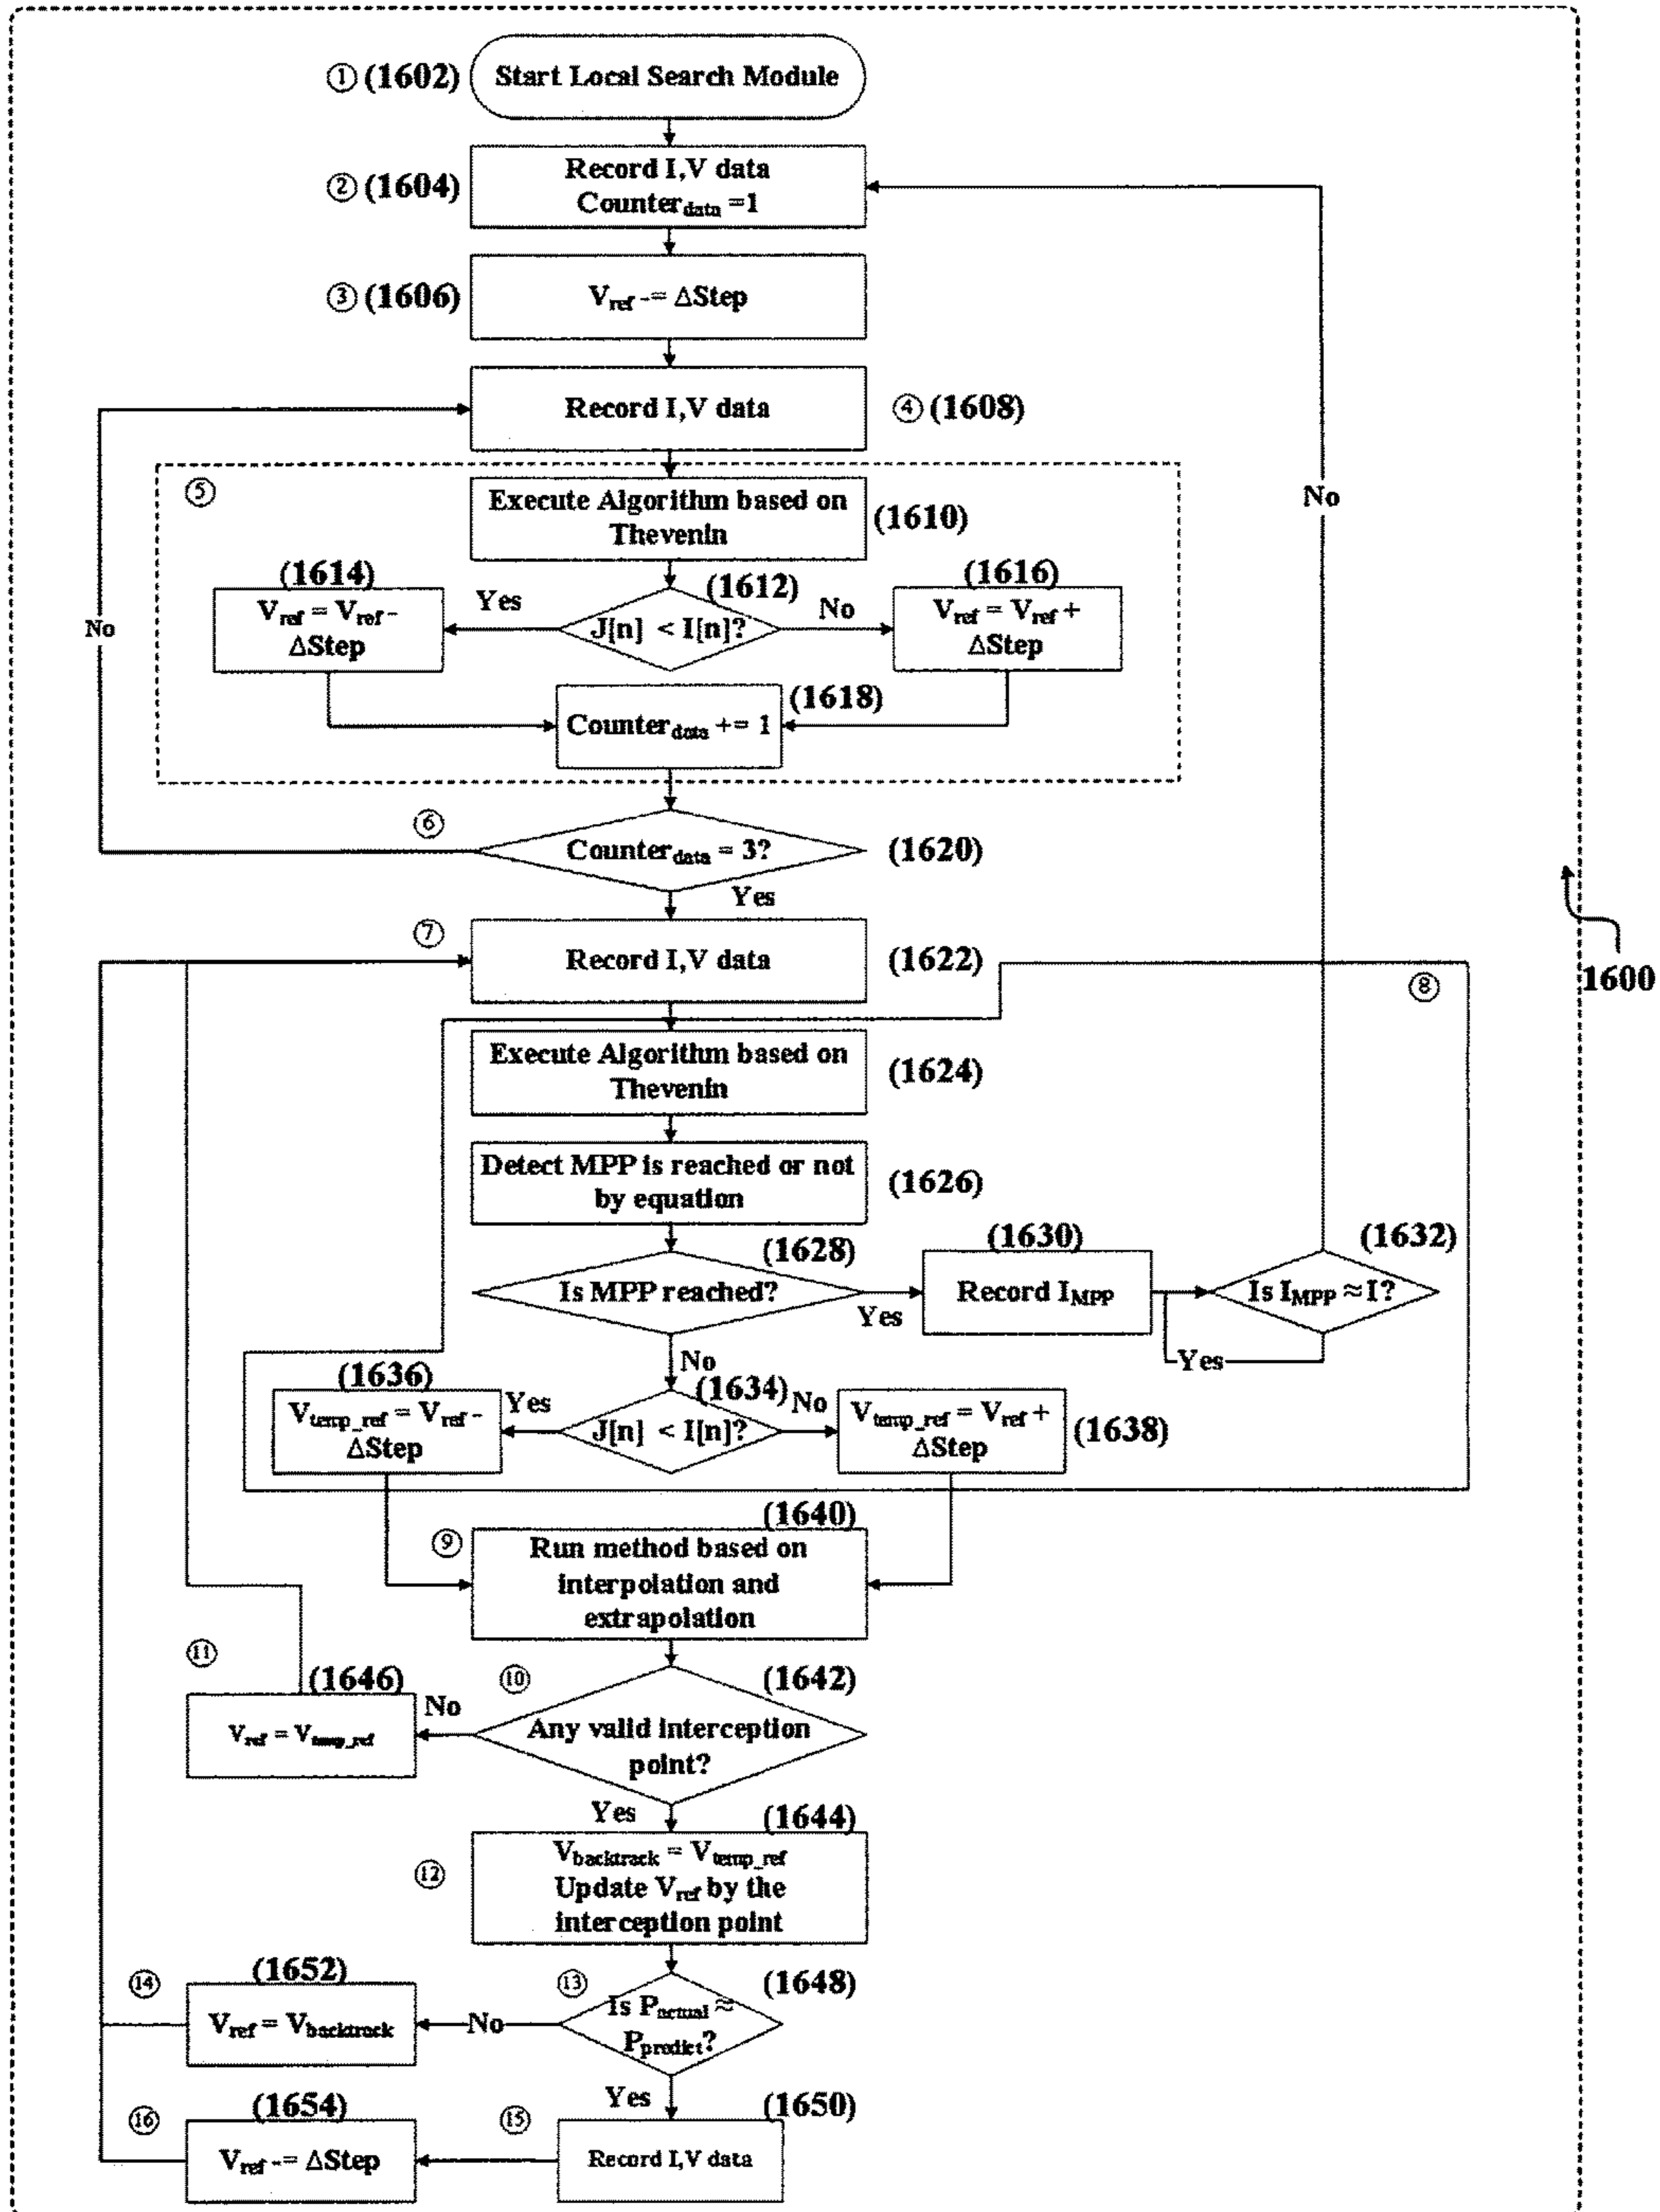 ① (1602) Start Local Search Module
② (1604) Record I,V data
Counterdata =1
③ (1606) Vref -= ΔStep
Record I,V data ④ (1608)
⑤
Execute Algorithm based on
Thevenin
(1610)
(1614)
(1612)
(1616)
Vref = Vref -
ΔStep
Yes
J[n] < I[n]?
No
Vref = Vref +
ΔStep
No
No
(1618)
Counterdata += 1
⑥
Counterdata = 3?
(1620)
Yes
⑦
Record I,V data
(1622)
1600
⑧
Execute Algorithm based on
Thevenin
(1624)
Detect MPP is reached or not
by equation
(1626)
(1628)
Is MPP reached?
Yes
(1630)
Record IMPP
(1632)
Is IMPP ≈ I?
Yes
No
(1636)
Vtemp_ref = Vref -
ΔStep
Yes
(1634)
J[n] < I[n]?
No
Vtemp_ref = Vref +
ΔStep
(1638)
⑨
(1640)
Run method based on
interpolation and
extrapolation
⑪
(1646)
Vref = Vtemp_ref
No
⑩
(1642)
Any valid interception
point?
Yes
(1644)
⑫
Vbacktrack = Vtemp_ref
Update Vref by the
interception point
⑭
(1652)
Vref = Vbacktrack
No
⑬
(1648)
Is Pactual ≈
Ppredict?
Yes
⑯
(1654)
Vref -= ΔStep
⑮
(1650)
Record I,V data